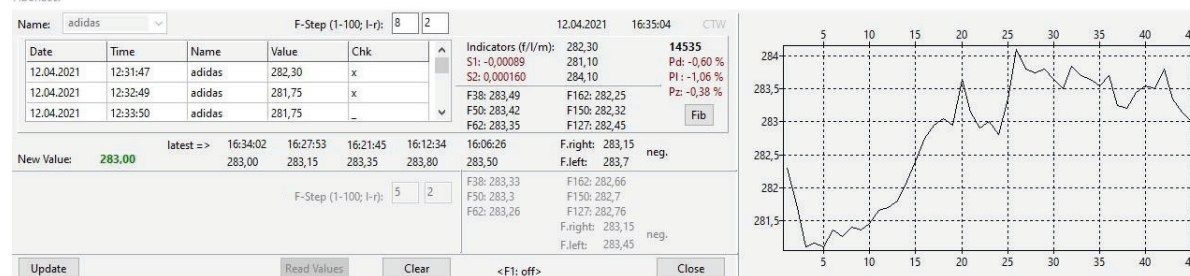 Name: adidas F-Step (1-100; l-r): 8 2 12.04.2021 16:35:04 CTW
Date Time Name Value Chk
12.04.2021 12:31:47 adidas 282,30 x
12.04.2021 12:32:49 adidas 281,75 x
12.04.2021 12:33:50 adidas 281,75 _
Indicators (f/l/m): 282,30 14535
S1: -0,00089 281,10 Pd: -0,60 %
S2: 0,000160 284,10 Pl : -1,06 %
F38: 283,49 F162: 282,25 Pz: -0,38 %
F50: 283,42 F150: 282,32 Fib
F62: 283,35 F127: 282,45
latest => 16:34:02 16:27:53 16:21:45 16:12:34 16:06:26 F.right: 283,15 neg.
New Value: 283,00 283,00 283,15 283,35 283,80 283,50 F.left: 283,7
F-Step (1-100; l-r): 5 2
F38: 283,33 F162: 282,66
F50: 283,3 F150: 282,7
F62: 283,26 F127: 282,76
F.right: 283,15 neg.
F.left: 283,45
Update Read Values Clear <F1: off> Close
5 10 15 20 25 30 35 40
284
283,5
283
282,5
282
281,5
5 10 15 20 25 30 35 40